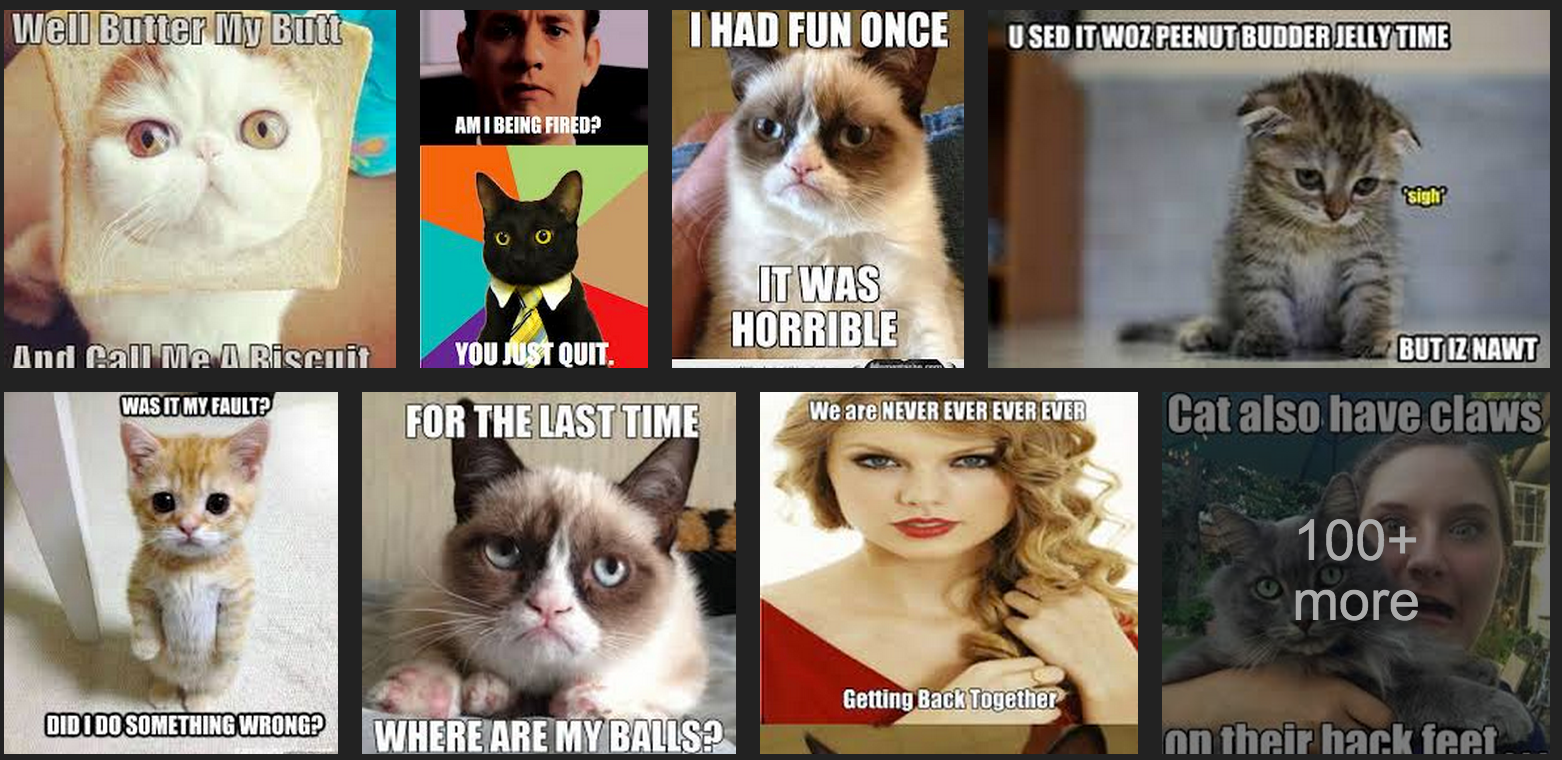 Well Butter My Butt
And Call Me A Biscuit
AM I BEING FIRED?
YOU JUST QUIT.
I HAD FUN ONCE
IT WAS
HORRIBLE
U SED IT WOZ PEENUT BUDDER JELLY TIME
*sigh*
BUT IZ NAWT
WAS IT MY FAULT?
DID I DO SOMETHING WRONG?
FOR THE LAST TIME
WHERE ARE MY BALLS?
We are NEVER EVER EVER EVER
Getting Back Together
Cat also have claws
100+
more
on their back feet